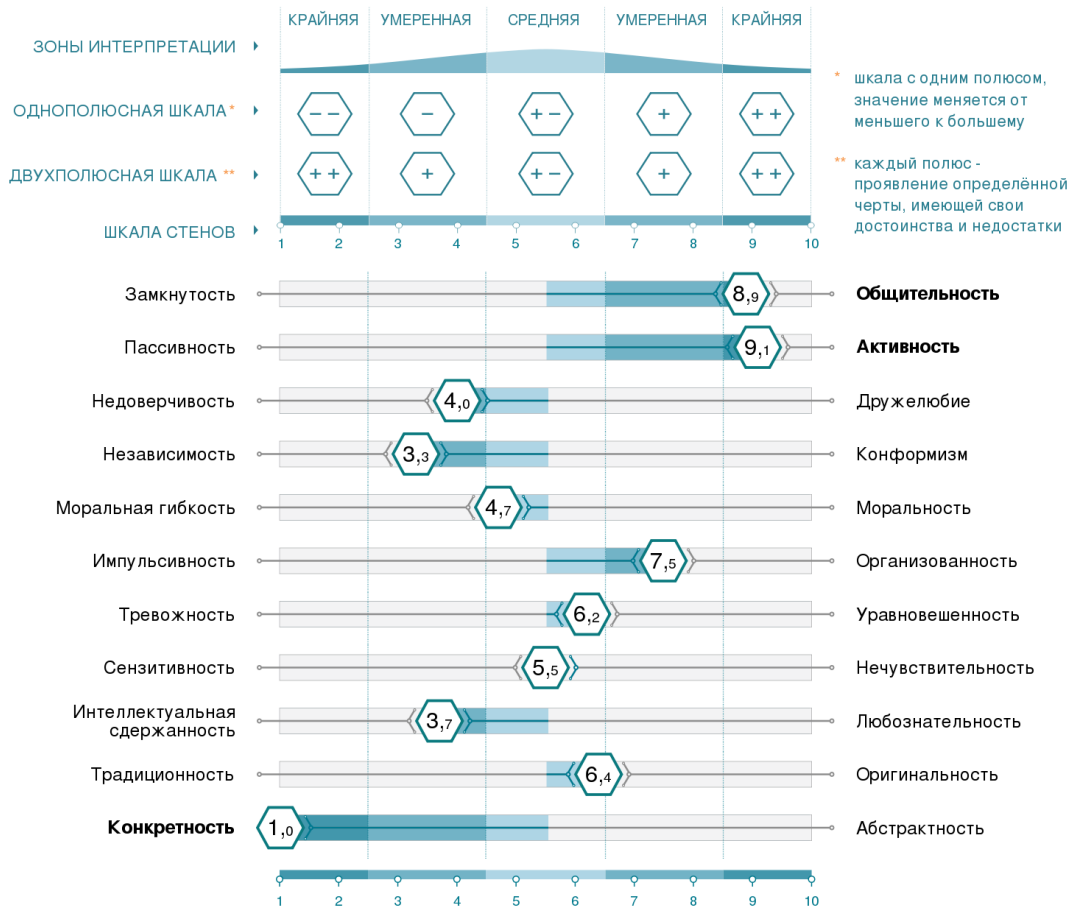 КРАЙНЯЯ УМЕРЕННАЯ СРЕДНЯЯ УМЕРЕННАЯ КРАЙНЯЯ
ЗОНЫ ИНТЕРПРЕТАЦИИ
ОДНОПОЛЮСНАЯ ШКАЛА * − − − + − + + +
* шкала с одним полюсом,
значение меняется от
меньшего к большему
ДВУХПОЛЮСНАЯ ШКАЛА ** + + + + − + + +
** каждый полюс -
проявление определённой
черты, имеющей свои
достоинства и недостатки
ШКАЛА СТЕНОВ
1 2 3 4 5 6 7 8 9 10
Замкнутость 8,9 Общительность
Пассивность 9,1 Активность
Недоверчивость 4,0 Дружелюбие
Независимость 3,3 Конформизм
Моральная гибкость 4,7 Моральность
Импульсивность 7,5 Организованность
Тревожность 6,2 Уравновешенность
Сензитивность 5,5 Нечувствительность
Интеллектуальная
сдержанность 3,7 Любознательность
Традиционность 6,4 Оригинальность
Конкретность 1,0 Абстрактность
1 2 3 4 5 6 7 8 9 10